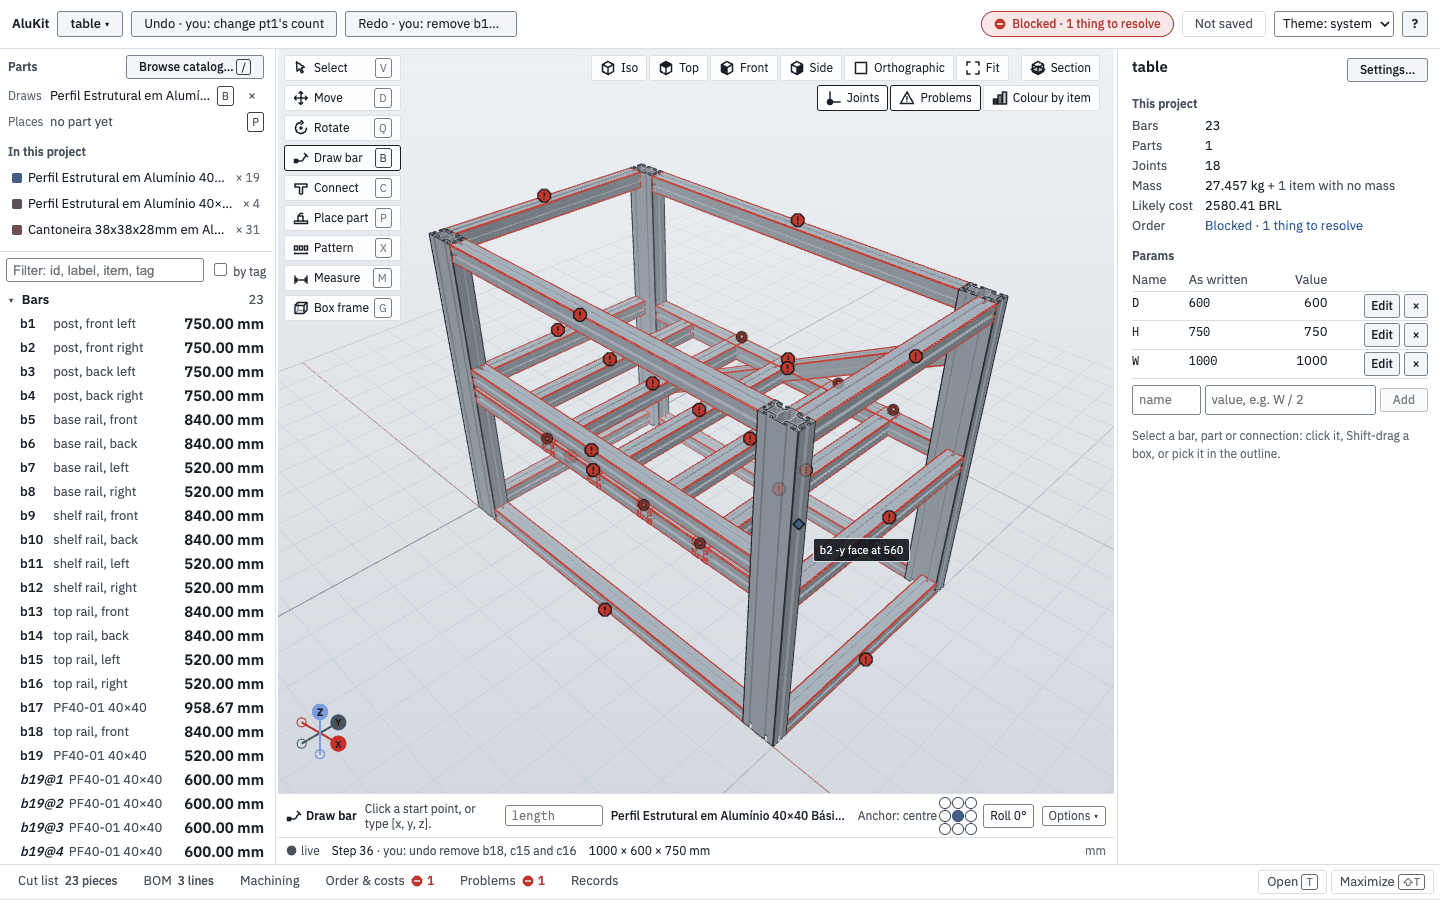 AluKit table ▾ Undo · you: change pt1's count Redo · you: remove b1… Blocked · 1 thing to resolve Not saved Theme: system ?
Parts Browse catalog… /
Draws Perfil Estrutural em Alumí… B ×
Places no part yet P
In this project
Perfil Estrutural em Alumínio 40… × 19
Perfil Estrutural em Alumínio 40×… × 4
Cantoneira 38x38x28mm em Al… × 31
Filter: id, label, item, tag by tag
Bars 23
b1 post, front left 750.00 mm
b2 post, front right 750.00 mm
b3 post, back left 750.00 mm
b4 post, back right 750.00 mm
b5 base rail, front 840.00 mm
b6 base rail, back 840.00 mm
b7 base rail, left 520.00 mm
b8 base rail, right 520.00 mm
b9 shelf rail, front 840.00 mm
b10 shelf rail, back 840.00 mm
b11 shelf rail, left 520.00 mm
b12 shelf rail, right 520.00 mm
b13 top rail, front 840.00 mm
b14 top rail, back 840.00 mm
b15 top rail, left 520.00 mm
b16 top rail, right 520.00 mm
b17 PF40-01 40×40 958.67 mm
b18 top rail, front 840.00 mm
b19 PF40-01 40×40 520.00 mm
b19@1 PF40-01 40×40 600.00 mm
b19@2 PF40-01 40×40 600.00 mm
b19@3 PF40-01 40×40 600.00 mm
b19@4 PF40-01 40×40 600.00 mm
Select V
Move D
Rotate Q
Draw bar B
Connect C
Place part P
Pattern X
Measure M
Box frame G
Iso Top Front Side Orthographic Fit Section
Joints Problems Colour by item
b2 -y face at 560
Z
Y
X
Draw bar Click a start point, or type [x, y, z]. length Perfil Estrutural em Alumínio 40×40 Bási… Anchor: centre Roll 0° Options ▾
live Step 36 · you: undo remove b18, c15 and c16 1000 × 600 × 750 mm mm
table Settings…
This project
Bars 23
Parts 1
Joints 18
Mass 27.457 kg + 1 item with no mass
Likely cost 2580.41 BRL
Order Blocked · 1 thing to resolve
Params
Name As written Value
D 600 600 Edit ×
H 750 750 Edit ×
W 1000 1000 Edit ×
name value, e.g. W / 2 Add
Select a bar, part or connection: click it, Shift-drag a
box, or pick it in the outline.
Cut list 23 pieces BOM 3 lines Machining Order & costs 1 Problems 1 Records Open T Maximize ⇧T